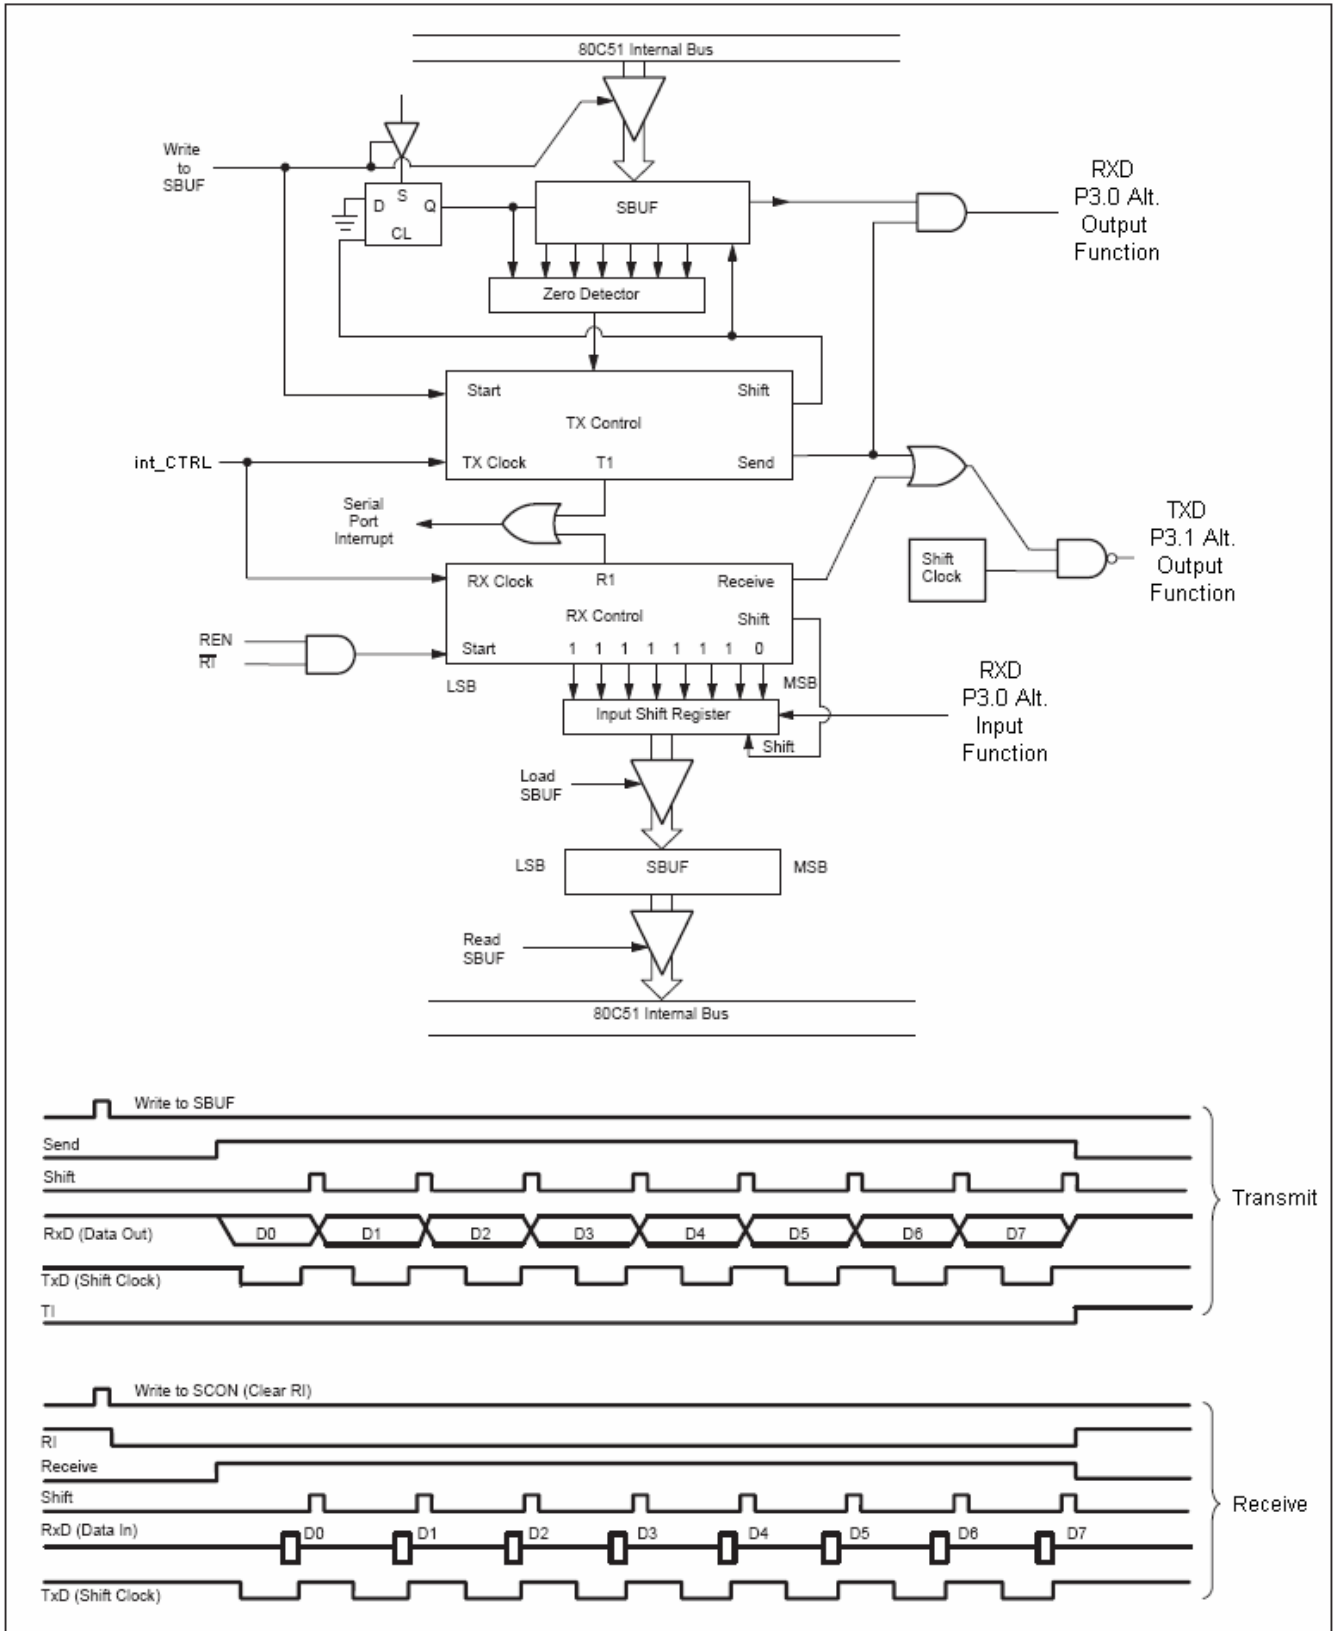 80C51 Internal Bus
Write
to
SBUF
D S Q
CL
SBUF
RXD
P3.0 Alt.
Output
Function
Zero Detector
Start
Shift
TX Control
int_CTRL
TX Clock
T1
Send
Serial
Port
Interrupt
TXD
P3.1 Alt.
Output
Function
Shift
Clock
RX Clock
R1
Receive
RX Control
Shift
REN
RI
Start
1 1 1 1 1 1 1 0
LSB
MSB
Input Shift Register
Shift
RXD
P3.0 Alt.
Input
Function
Load
SBUF
LSB
SBUF
MSB
Read
SBUF
80C51 Internal Bus
Write to SBUF
Send
Shift
RxD (Data Out)
D0 D1 D2 D3 D4 D5 D6 D7
TxD (Shift Clock)
TI
Transmit
Write to SCON (Clear RI)
RI
Receive
Shift
RxD (Data In)
D0 D1 D2 D3 D4 D5 D6 D7
TxD (Shift Clock)
Receive